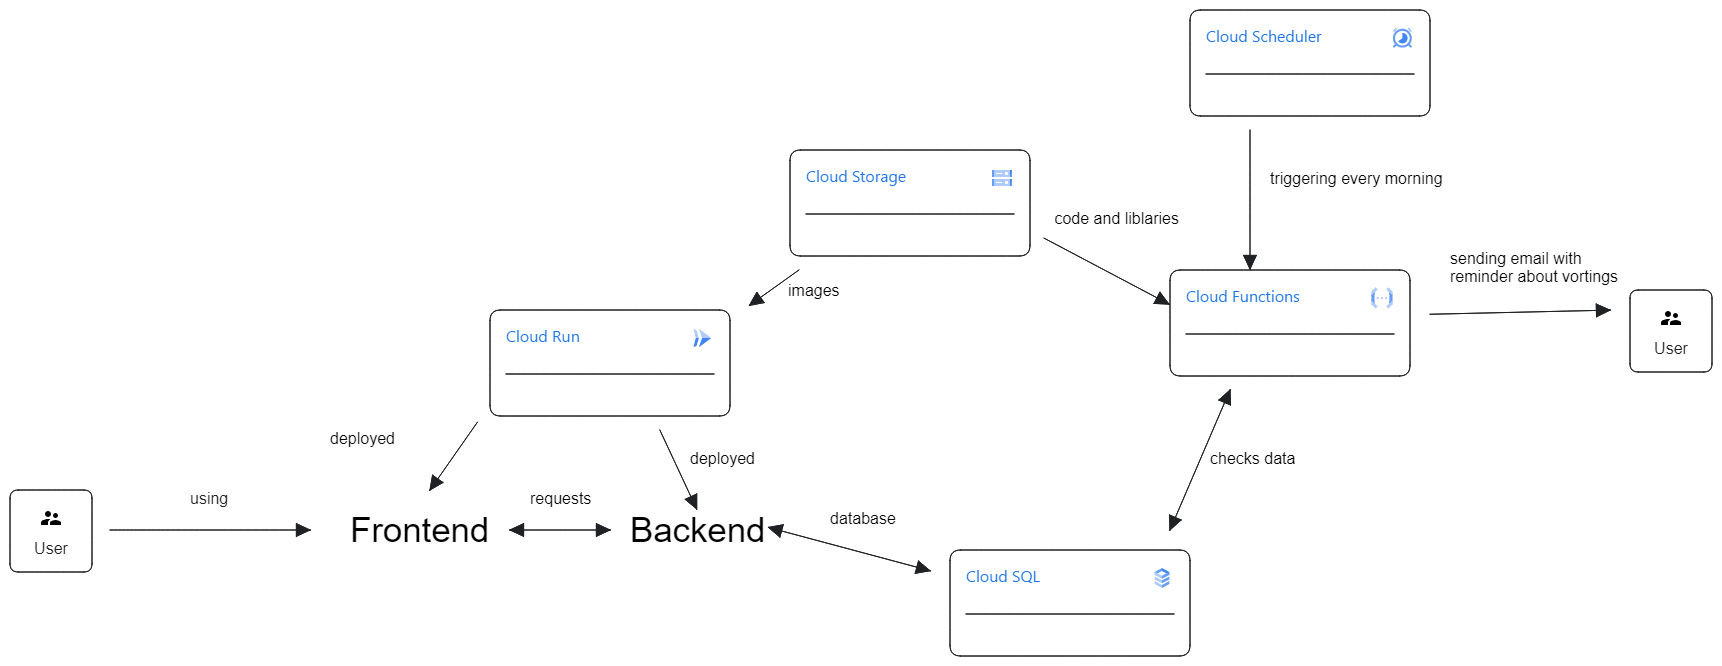 Cloud Scheduler
triggering every morning
Cloud Storage
code and liblaries
images
Cloud Functions
sending email with
reminder about vortings
User
Cloud Run
deployed
deployed
checks data
User
using
Frontend
requests
Backend
database
Cloud SQL